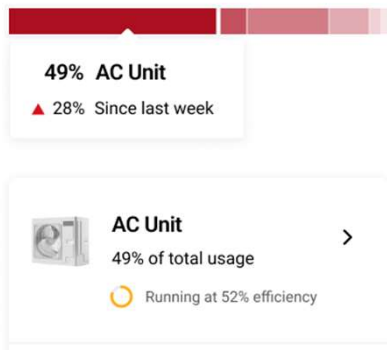 49% AC Unit
28% Since last week
AC Unit
49% of total usage
Running at 52% efficiency